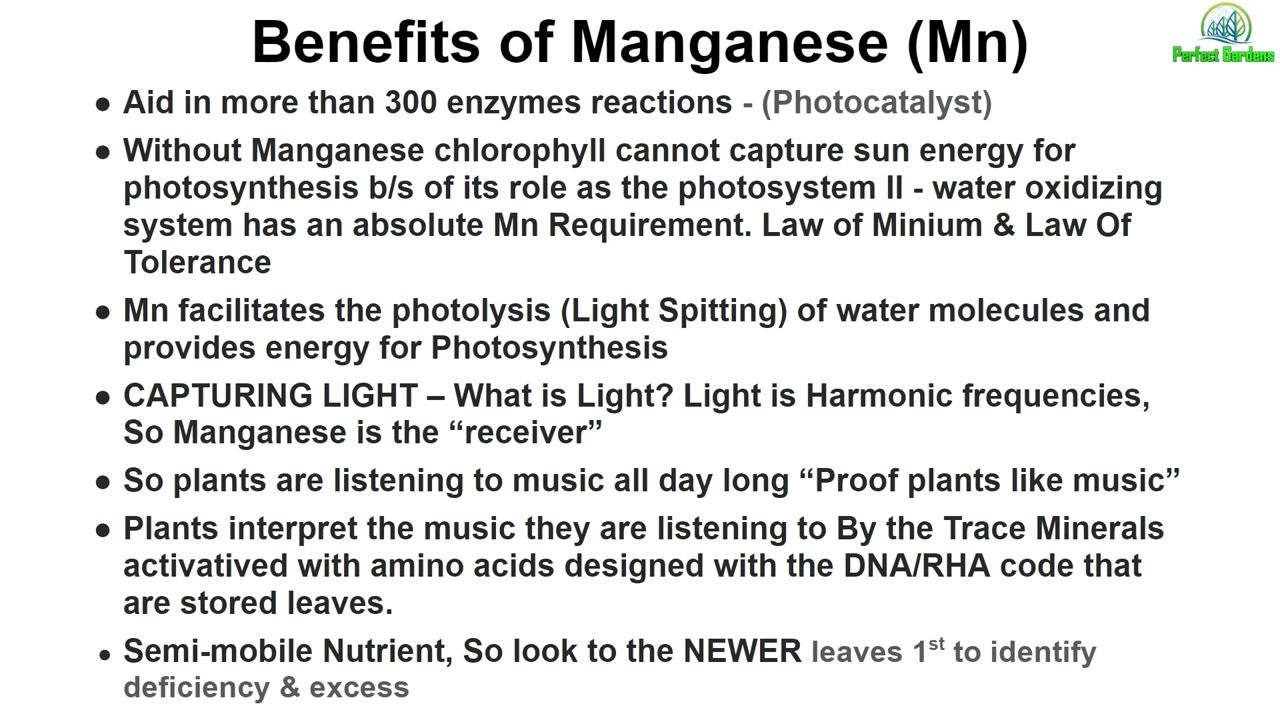 Benefits of Manganese (Mn)
Perfect Gardens
● Aid in more than 300 enzymes reactions - (Photocatalyst)
● Without Manganese chlorophyll cannot capture sun energy for
photosynthesis b/s of its role as the photosystem II - water oxidizing
system has an absolute Mn Requirement. Law of Minium & Law Of
Tolerance
● Mn facilitates the photolysis (Light Spitting) of water molecules and
provides energy for Photosynthesis
● CAPTURING LIGHT – What is Light? Light is Harmonic frequencies,
So Manganese is the “receiver”
● So plants are listening to music all day long “Proof plants like music”
● Plants interpret the music they are listening to By the Trace Minerals
activatived with amino acids designed with the DNA/RHA code that
are stored leaves.
● Semi-mobile Nutrient, So look to the NEWER leaves 1st to identify
deficiency & excess